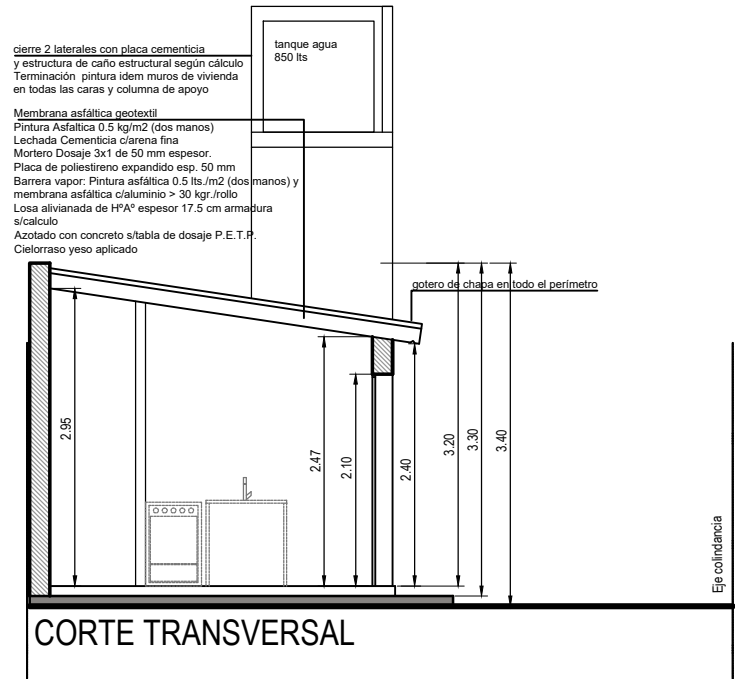 cierre 2 laterales con placa cementicia
y estructura de caño estructural según cálculo
Terminación pintura idem muros de vivienda
en todas las caras y columna de apoyo
tanque agua
850 lts
Membrana asfáltica geotextil
Pintura Asfaltica 0.5 kg/m2 (dos manos)
Lechada Cementicia c/arena fina
Mortero Dosaje 3x1 de 50 mm espesor.
Placa de poliestireno expandido esp. 50 mm
Barrera vapor: Pintura asfáltica 0.5 lts./m2 (dos manos) y
membrana asfáltica c/aluminio > 30 kgr./rollo
Losa alivianada de HºAº espesor 17.5 cm armadura
s/calculo
Azotado con concreto s/tabla de dosaje P.E.T.P.
Cielorraso yeso aplicado
gotero de chapa en todo el perímetro
2.95
2.47
2.10
2.40
3.20
3.30
3.40
Eje colindancia
CORTE TRANSVERSAL